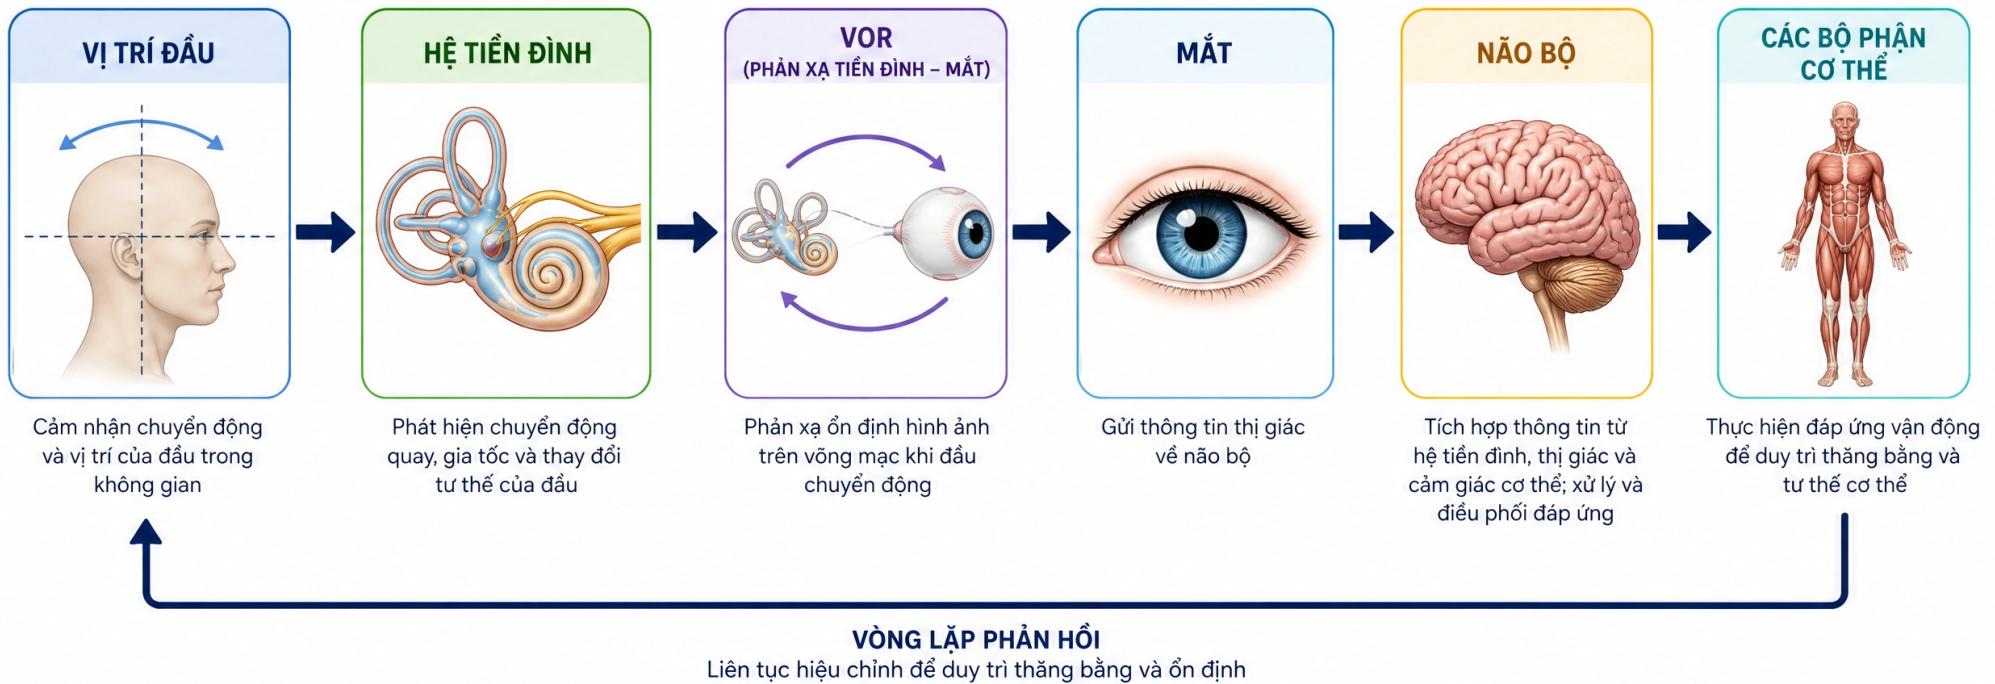 VỊ TRÍ ĐẦU
HỆ TIỀN ĐÌNH
VOR
(PHẢN XẠ TIỀN ĐÌNH – MẮT)
MẮT
NÃO BỘ
CÁC BỘ PHẬN
CƠ THỂ
Cảm nhận chuyển động
và vị trí của đầu trong
không gian
Phát hiện chuyển động
quay, gia tốc và thay đổi
tư thế của đầu
Phản xạ ổn định hình ảnh
trên võng mạc khi đầu
chuyển động
Gửi thông tin thị giác
về não bộ
Tích hợp thông tin từ
hệ tiền đình, thị giác và
cảm giác cơ thể; xử lý và
điều phối đáp ứng
Thực hiện đáp ứng vận động
để duy trì thăng bằng và
tư thế cơ thể
VÒNG LẶP PHẢN HỒI
Liên tục hiệu chỉnh để duy trì thăng bằng và ổn định